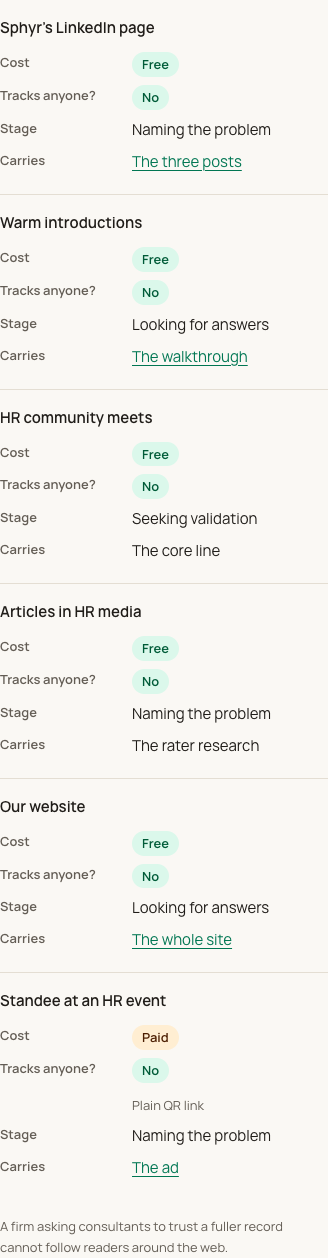 Sphyr's LinkedIn page
Cost Free
Tracks anyone? No
Stage Naming the problem
Carries The three posts
Warm introductions
Cost Free
Tracks anyone? No
Stage Looking for answers
Carries The walkthrough
HR community meets
Cost Free
Tracks anyone? No
Stage Seeking validation
Carries The core line
Articles in HR media
Cost Free
Tracks anyone? No
Stage Naming the problem
Carries The rater research
Our website
Cost Free
Tracks anyone? No
Stage Looking for answers
Carries The whole site
Standee at an HR event
Cost Paid
Tracks anyone? No
Plain QR link
Stage Naming the problem
Carries The ad
A firm asking consultants to trust a fuller record
cannot follow readers around the web.